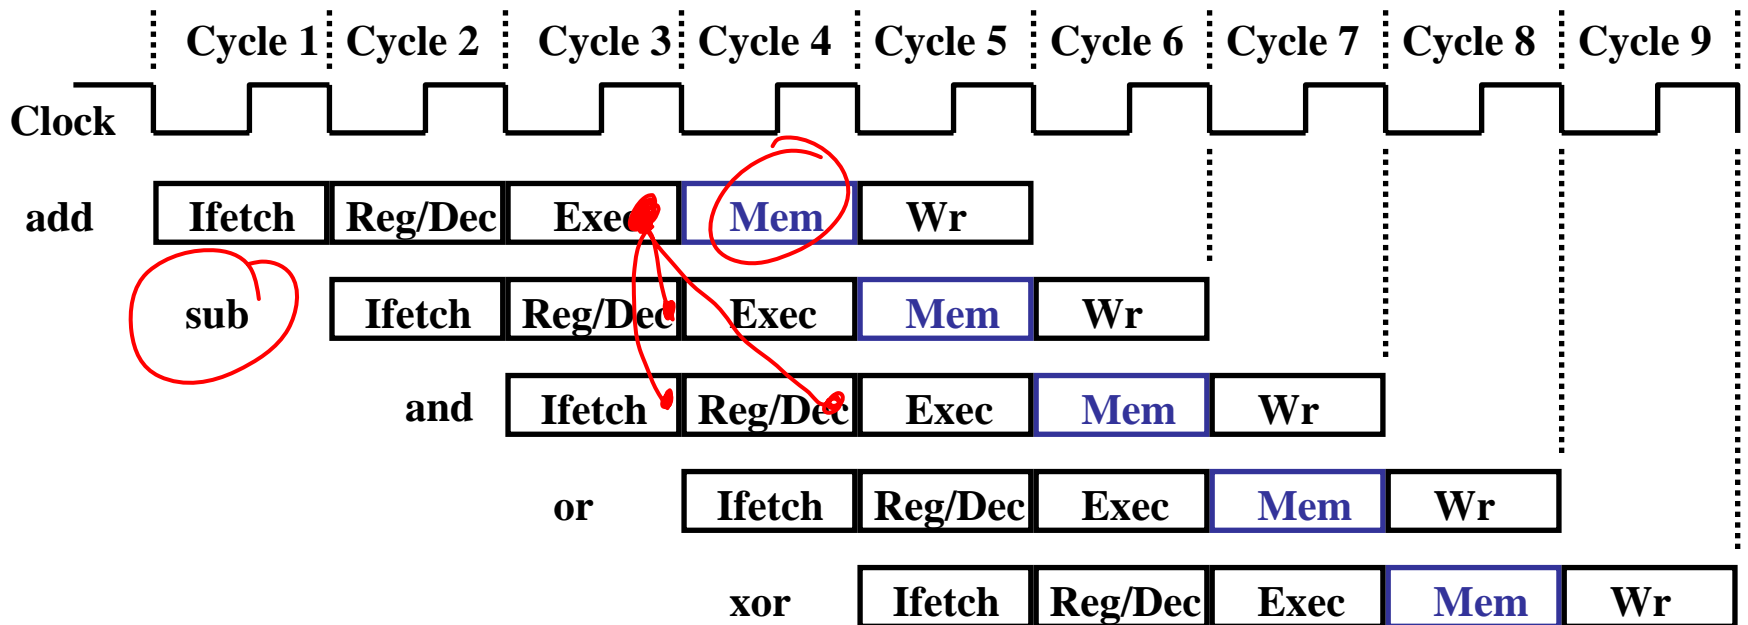 Cycle 1 Cycle 2 Cycle 3 Cycle 4 Cycle 5 Cycle 6 Cycle 7 Cycle 8 Cycle 9
Clock
add Ifetch Reg/Dec Exec Mem Wr
sub Ifetch Reg/Dec Exec Mem Wr
and Ifetch Reg/Dec Exec Mem Wr
or Ifetch Reg/Dec Exec Mem Wr
xor Ifetch Reg/Dec Exec Mem Wr